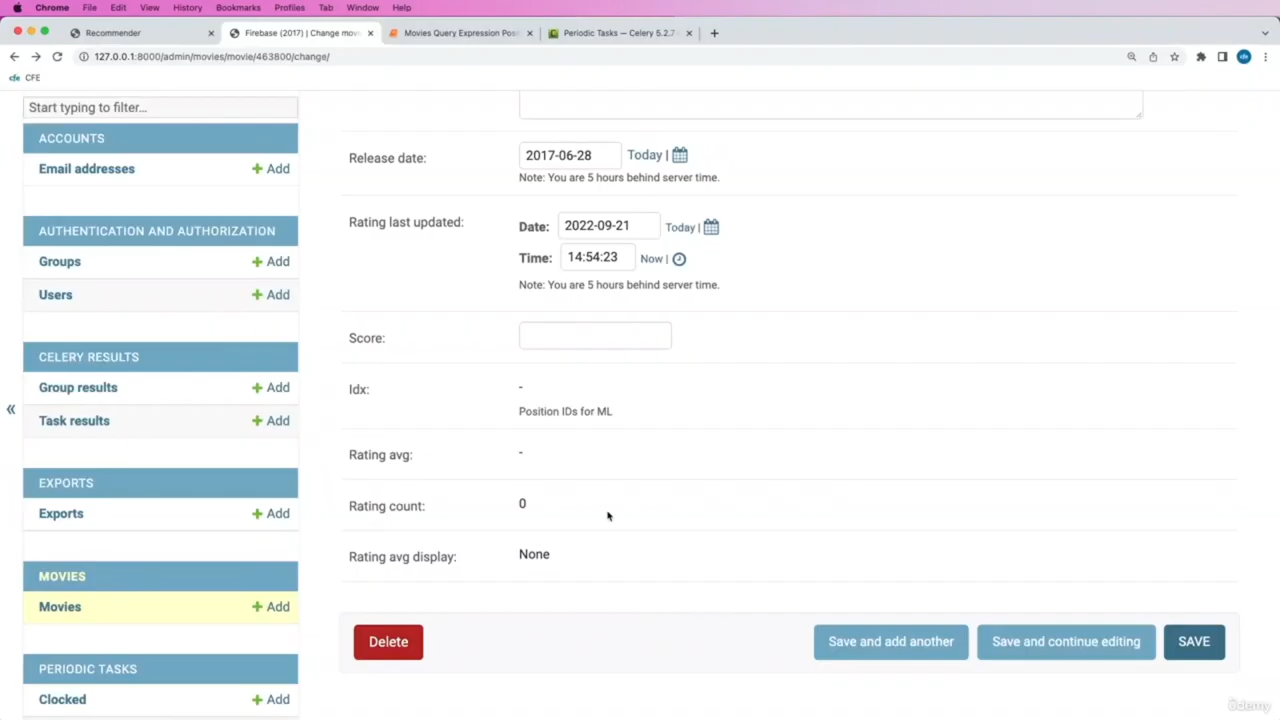 Chrome File Edit View History Bookmarks Profiles Tab Window Help
Recommender
Firebase (2017) | Change mov
Movies Query Expression Posi
Periodic Tasks — Celery 5.2.7
127.0.0.1:8000/admin/movies/movie/463800/change/
cfe CFE
Start typing to filter...
ACCOUNTS
Email addresses + Add
AUTHENTICATION AND AUTHORIZATION
Groups + Add
Users + Add
CELERY RESULTS
Group results + Add
Task results + Add
«
EXPORTS
Exports + Add
MOVIES
Movies + Add
PERIODIC TASKS
Clocked + Add
Release date: 2017-06-28 Today |
Note: You are 5 hours behind server time.
Rating last updated: Date: 2022-09-21 Today |
Time: 14:54:23 Now |
Note: You are 5 hours behind server time.
Score:
Idx: -
Position IDs for ML
Rating avg: -
Rating count: 0
Rating avg display: None
Delete Save and add another Save and continue editing SAVE
ûdemy